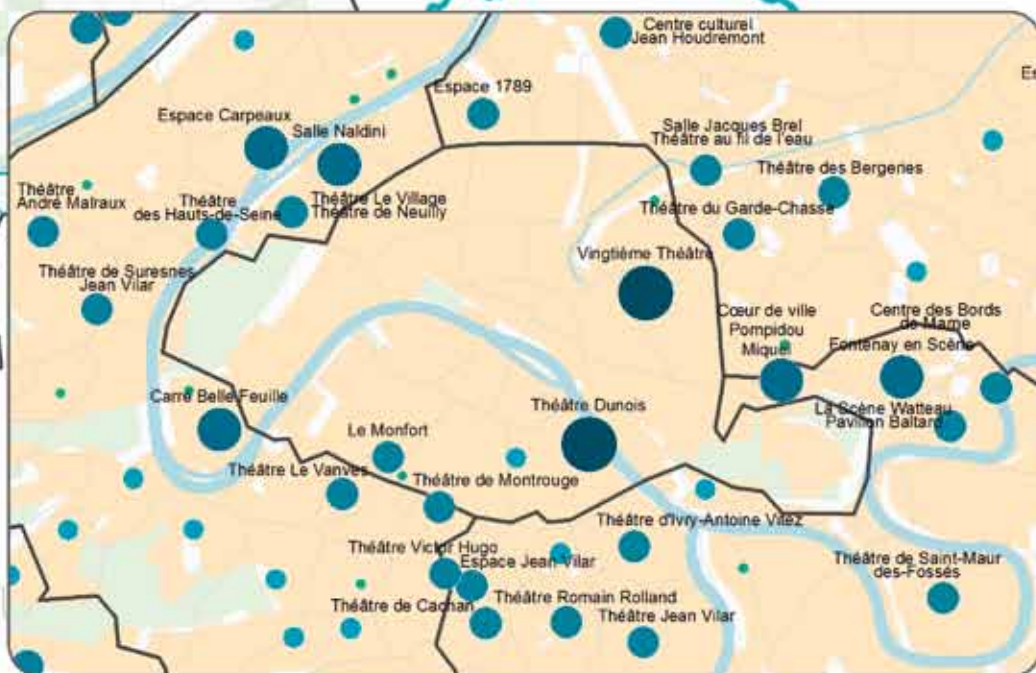 Centre culturel
Jean Houdremont
Es
Espace 1789
Espace Carpeaux
Salle Naldini
Salle Jacques Brel
Théâtre au fil de l'eau
Théâtre des Bergenes
Théâtre
André Malraux
Théâtre
des Hauts-de-Seine
Théâtre Le Village
Théâtre de Neuilly
Théâtre du Garde-Chasse
Vingtième Théâtre
Théâtre de Suresnes
Jean Vilar
Cœur de ville
Pompidou
Miquel
Centre des Bords
de Marne
Fontenay en Scène
Carré Belle Feuille
Théâtre Dunois
La Scène Watteau
Pavillon Baltard
Le Monfort
Théâtre Le Vanves
Théâtre de Montrouge
Théâtre d'Ivry-Antoine Vitez
Théâtre Victor Hugo
Espace Jean Vilar
Théâtre de Saint-Maur
des-Fossés
Théâtre de Cachan
Théâtre Romain Rolland
Théâtre Jean Vilar